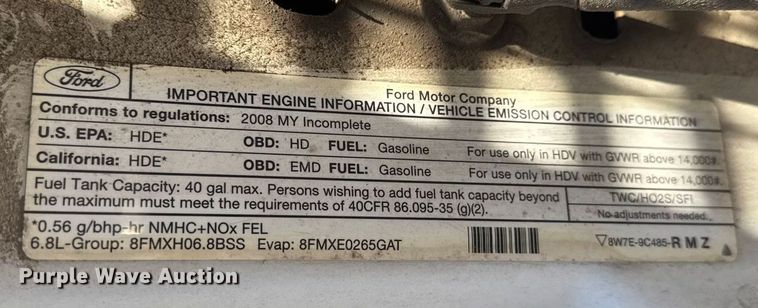 Ford
Ford Motor Company
IMPORTANT ENGINE INFORMATION / VEHICLE EMISSION CONTROL INFORMATION
Conforms to regulations: 2008 MY Incomplete
U.S. EPA: HDE* OBD: HD FUEL: Gasoline For use only in HDV with GVWR above 14,000#.
California: HDE* OBD: EMD FUEL: Gasoline For use only in HDV with GVWR above 14,000#.
Fuel Tank Capacity: 40 gal max. Persons wishing to add fuel tank capacity beyond
the maximum must meet the requirements of 40CFR 86.095-35 (g)(2).
TWC/HO2S/SFI
No adjustments needed.
*0.56 g/bhp-hr NMHC+NOx FEL
6.8L-Group: 8FMXH06.8BSS Evap: 8FMXE0265GAT
8W7E-9C485-RMZ
Purple Wave Auction
Purple Wave Auction